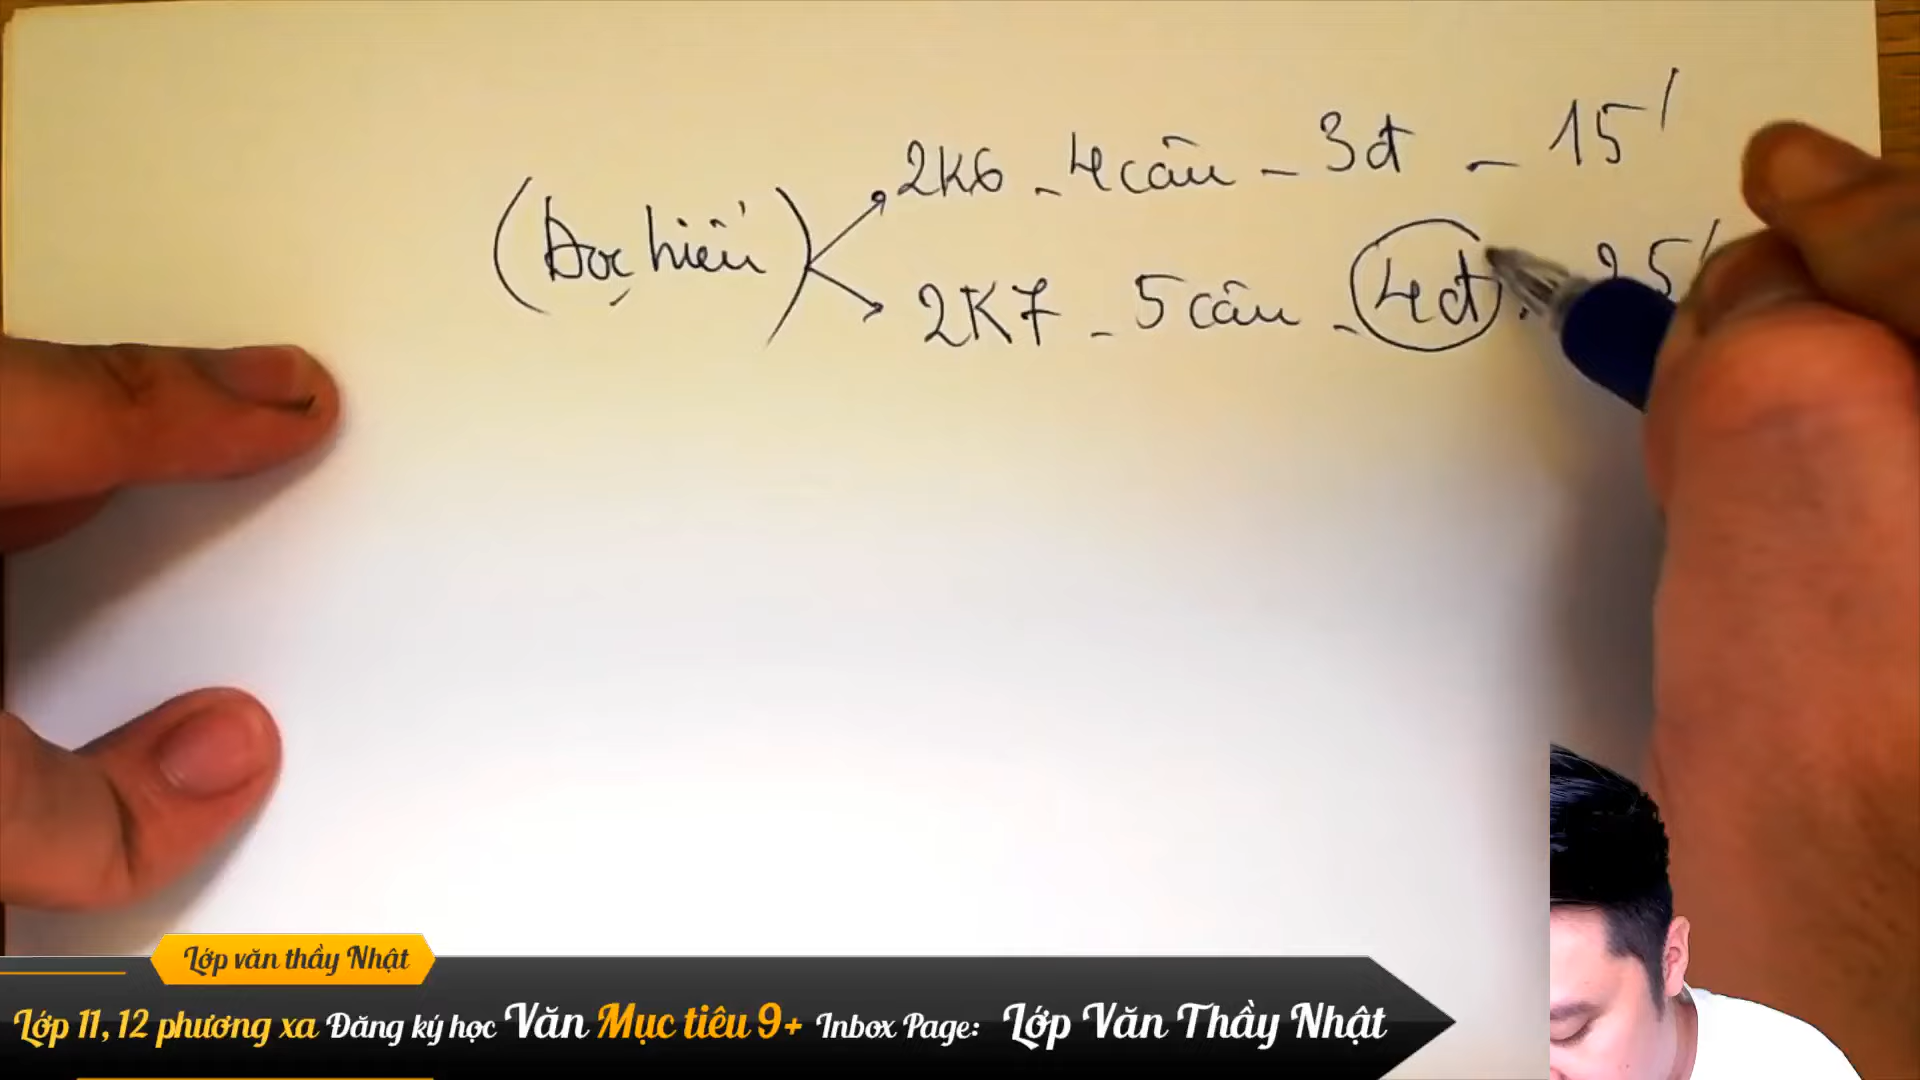 2K6 - 4 câu - 3đ - 15'
(Đọc hiểu)
2K7 - 5 câu - 4đ - 25'
Lớp văn thầy Nhật
Lớp 11, 12 phương xa Đăng ký học Văn Mục tiêu 9+ Inbox Page: Lớp Văn Thầy Nhật